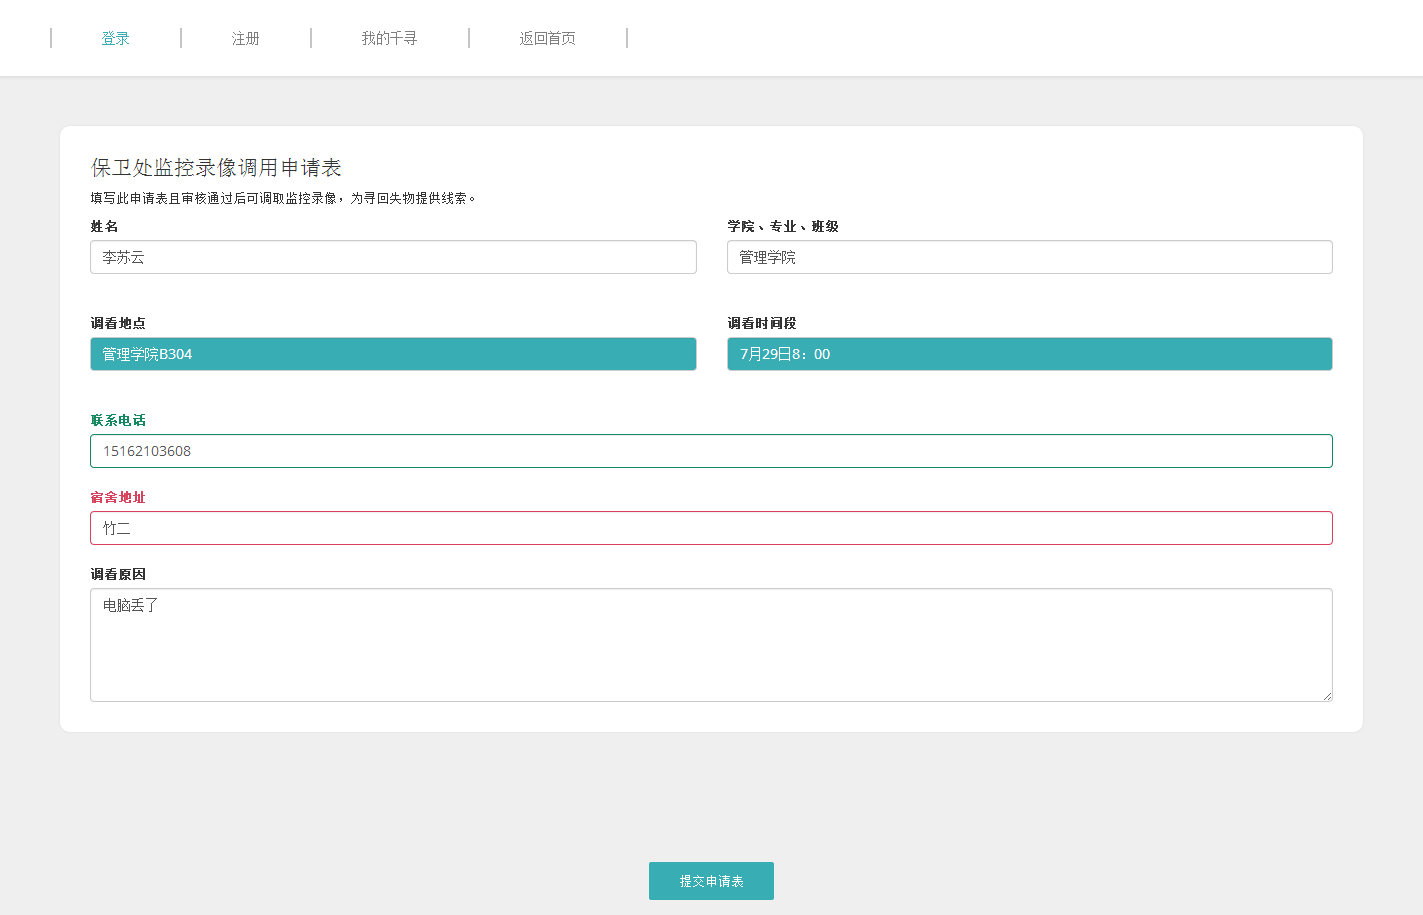 登录 注册 我的千寻 返回首页
保卫处监控录像调用申请表
填写此申请表且审核通过后可调取监控录像，为寻回失物提供线索。
姓名 学院、专业、班级
李苏云 管理学院
调看地点 调看时间段
管理学院B304 7月29日8：00
联系电话
15162103608
宿舍地址
竹二
调看原因
电脑丢了
提交申请表